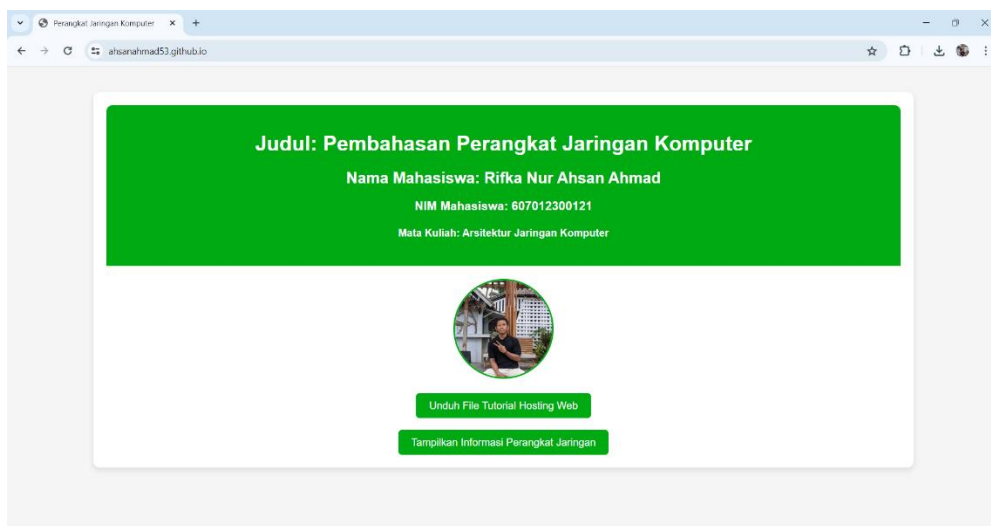 Perangkat Jaringan Komputer
ahsanahmad53.github.io
Judul: Pembahasan Perangkat Jaringan Komputer
Nama Mahasiswa: Rifka Nur Ahsan Ahmad
NIM Mahasiswa: 607012300121
Mata Kuliah: Arsitektur Jaringan Komputer
Unduh File Tutorial Hosting Web
Tampilkan Informasi Perangkat Jaringan